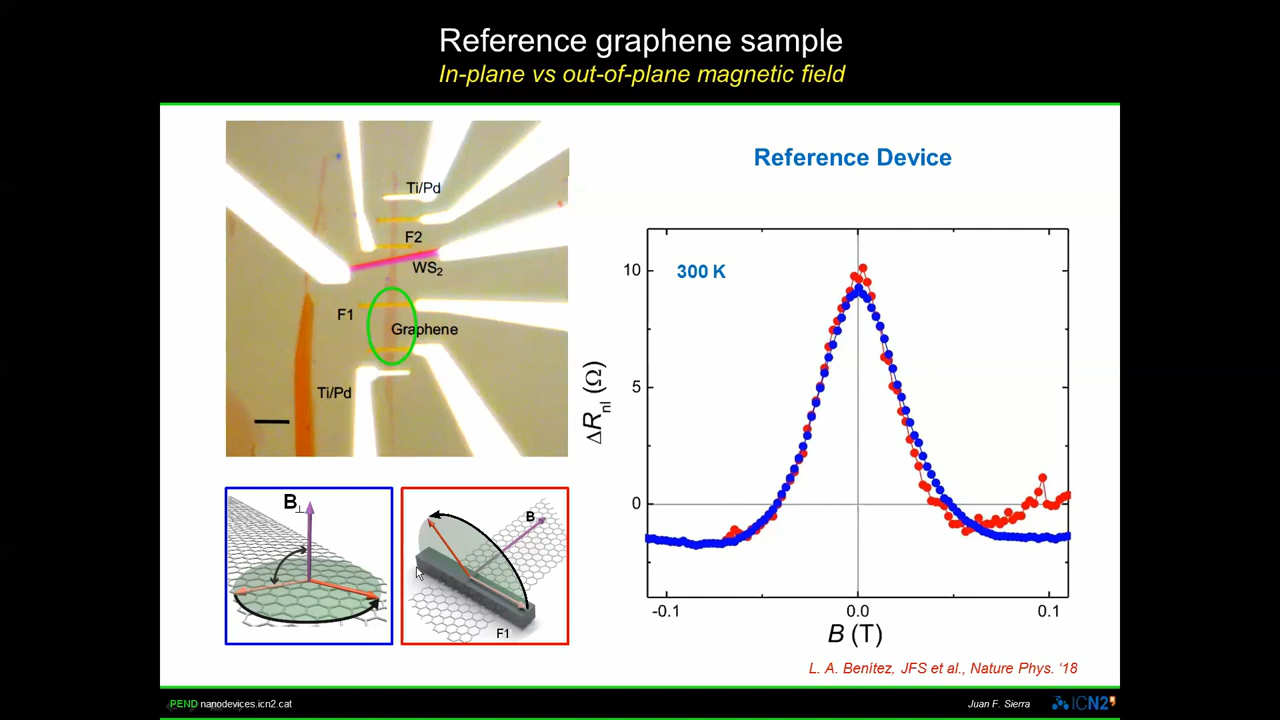 Reference graphene sample
In-plane vs out-of-plane magnetic field
Reference Device
Ti/Pd
F2
WS₂
F1
Graphene
Ti/Pd
300 K
10
5
0
ΔRnl (Ω)
-0.1
0.0
0.1
B (T)
B⊥
B
F1
L. A. Benítez, JFS et al., Nature Phys. ‘18
PEND nanodevices.icn2.cat
Juan F. Sierra
ICN2